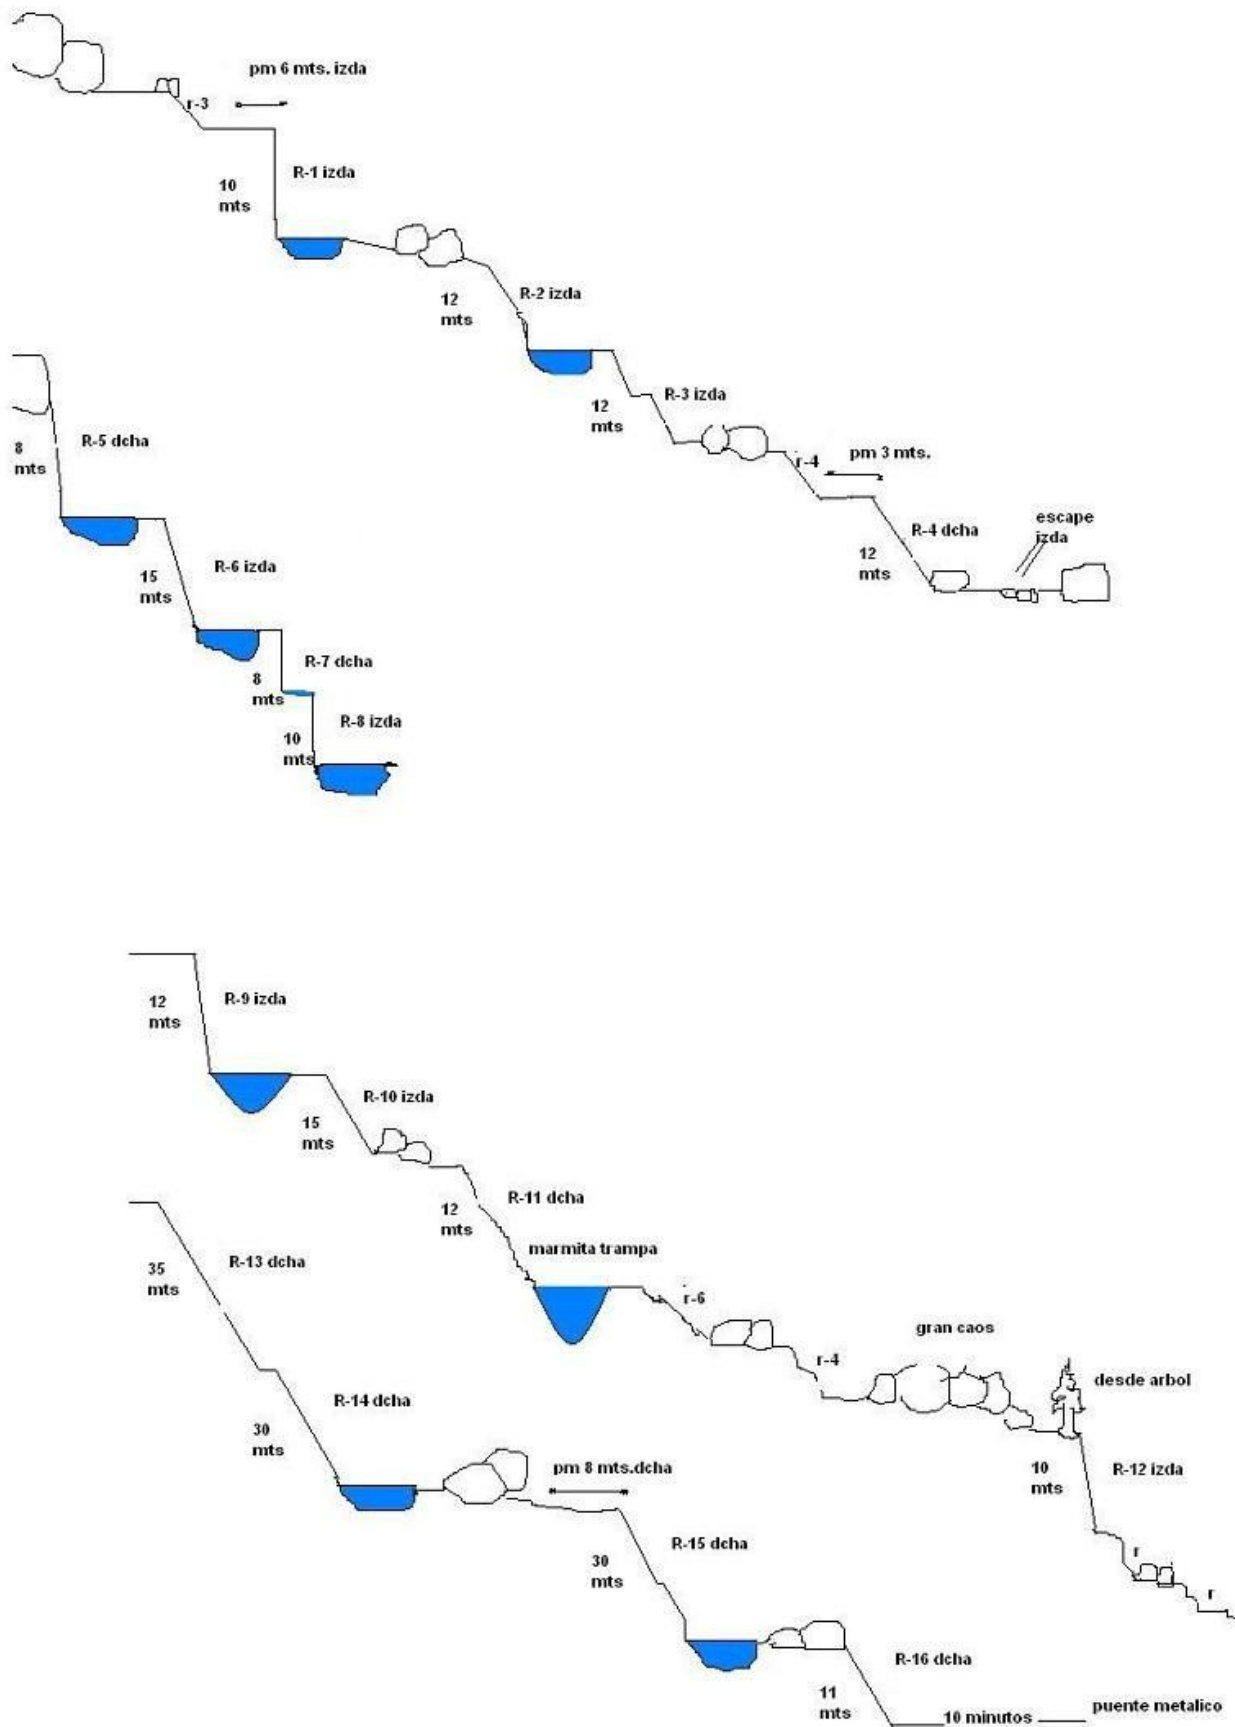 pm 6 mts. izda
r-3
R-1 izda
10
mts
R-2 izda
12
mts
R-3 izda
12
mts
r-4
pm 3 mts.
R-4 dcha
12
mts
escape
izda
R-5 dcha
8
mts
R-6 izda
15
mts
R-7 dcha
8
mts
R-8 izda
10
mts
R-9 izda
12
mts
R-10 izda
15
mts
R-11 dcha
12
mts
marmita trampa
r-6
r-4
gran caos
desde arbol
R-12 izda
10
mts
r
r
R-13 dcha
35
mts
R-14 dcha
30
mts
pm 8 mts.dcha
R-15 dcha
30
mts
R-16 dcha
11
mts
10 minutos
puente metalico